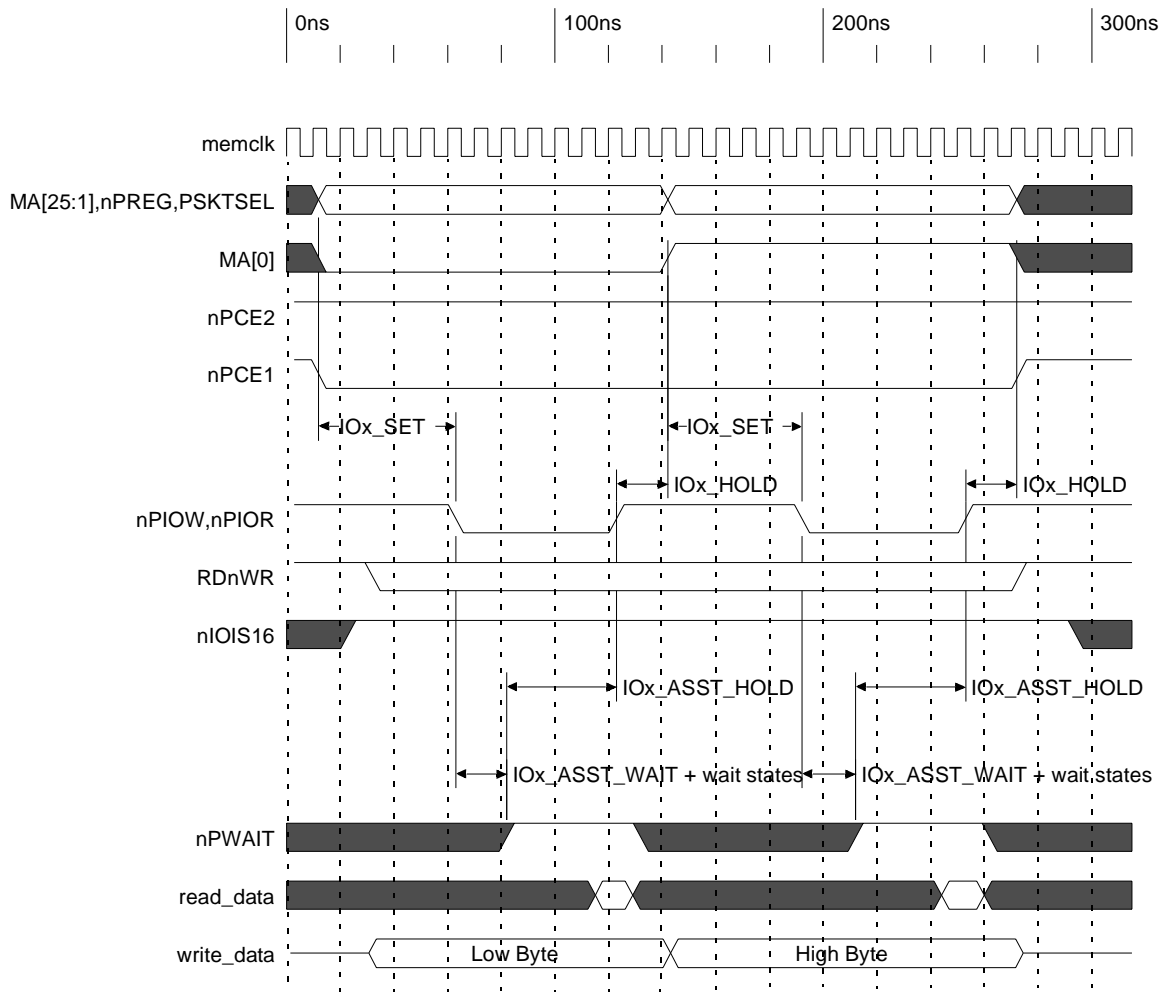 0ns 100ns 200ns 300ns
memclk
MA[25:1],nPREG,PSKTSEL
MA[0]
nPCE2
nPCE1
IOx_SET IOx_SET
IOx_HOLD IOx_HOLD
nPIOW,nPIOR
RDnWR
nIOIS16
IOx_ASST_HOLD IOx_ASST_HOLD
IOx_ASST_WAIT + wait states IOx_ASST_WAIT + wait states
nPWAIT
read_data
write_data Low Byte High Byte